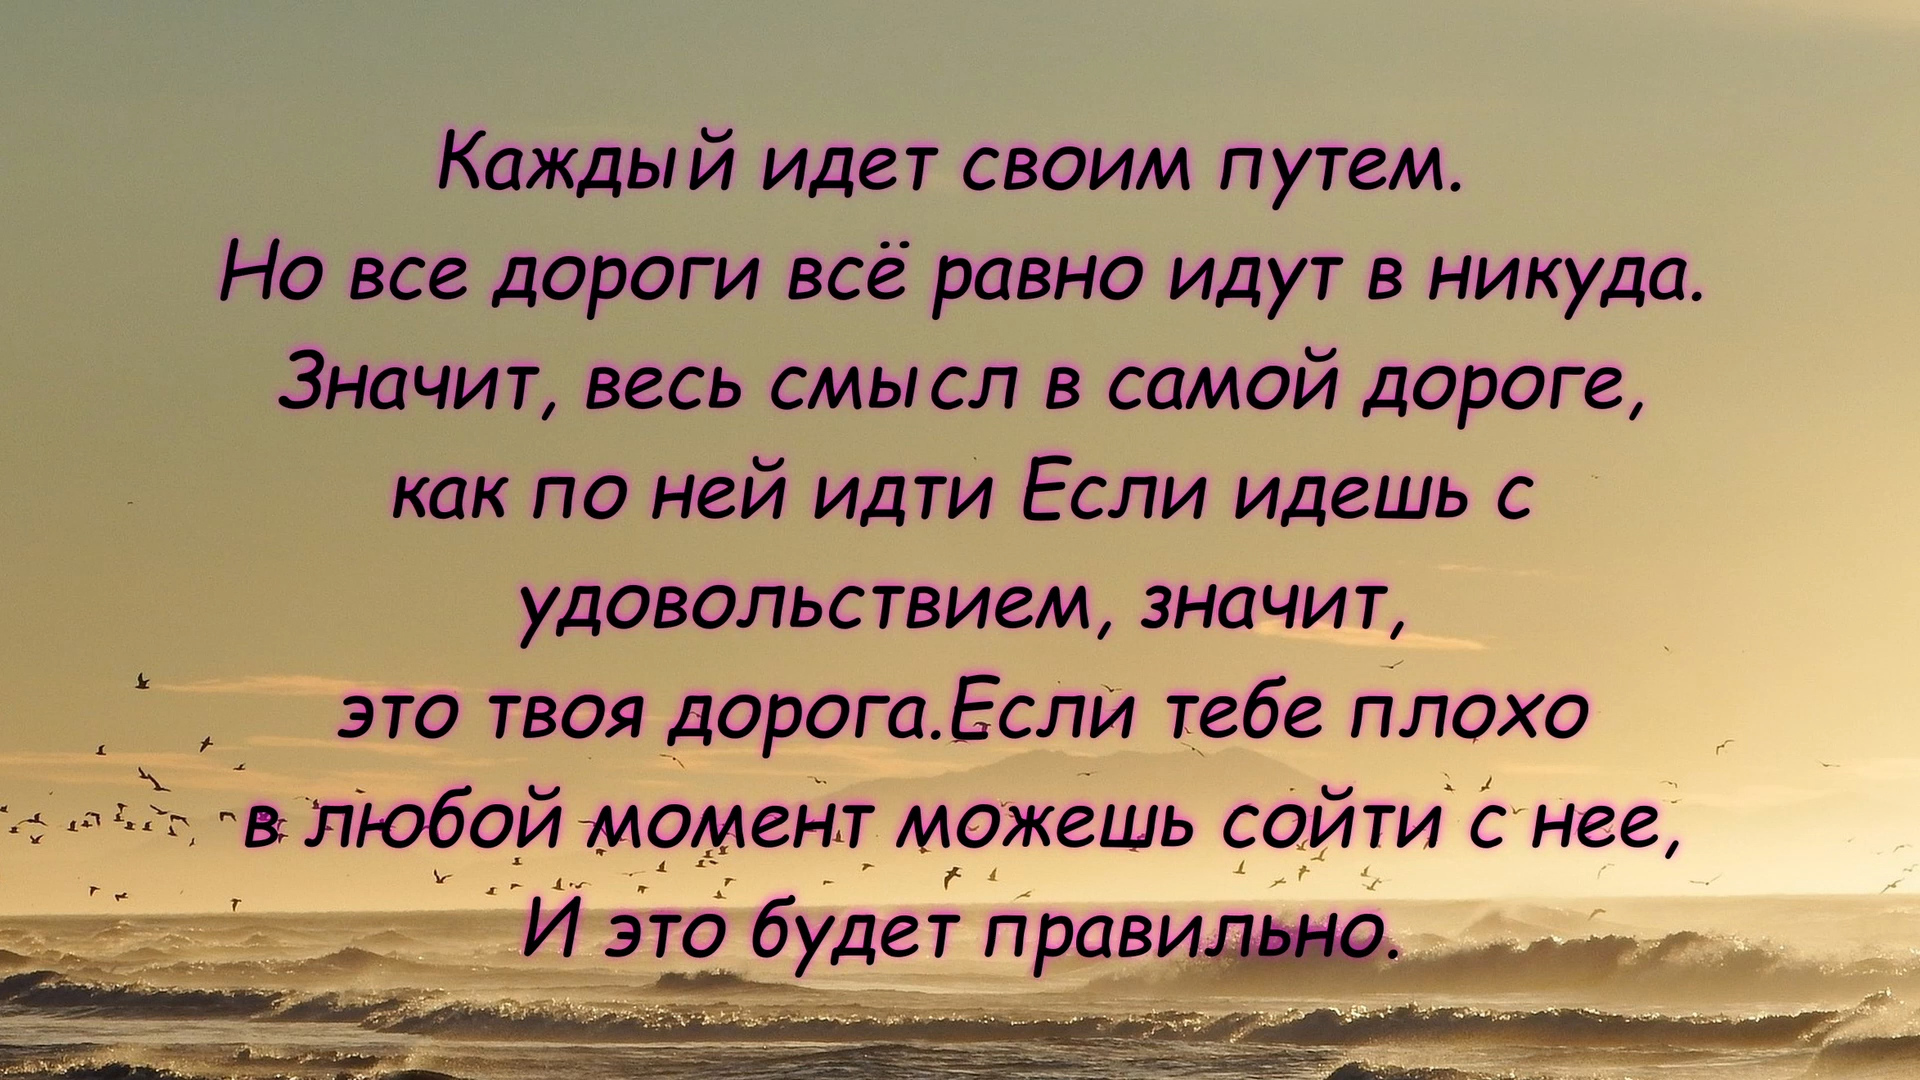 Каждый идет своим путем.
Но все дороги всё равно идут в никуда.
Значит, весь смысл в самой дороге,
как по ней идти Если идешь с
удовольствием, значит,
это твоя дорога.Если тебе плохо
в любой момент можешь сойти с нее,
И это будет правильно.